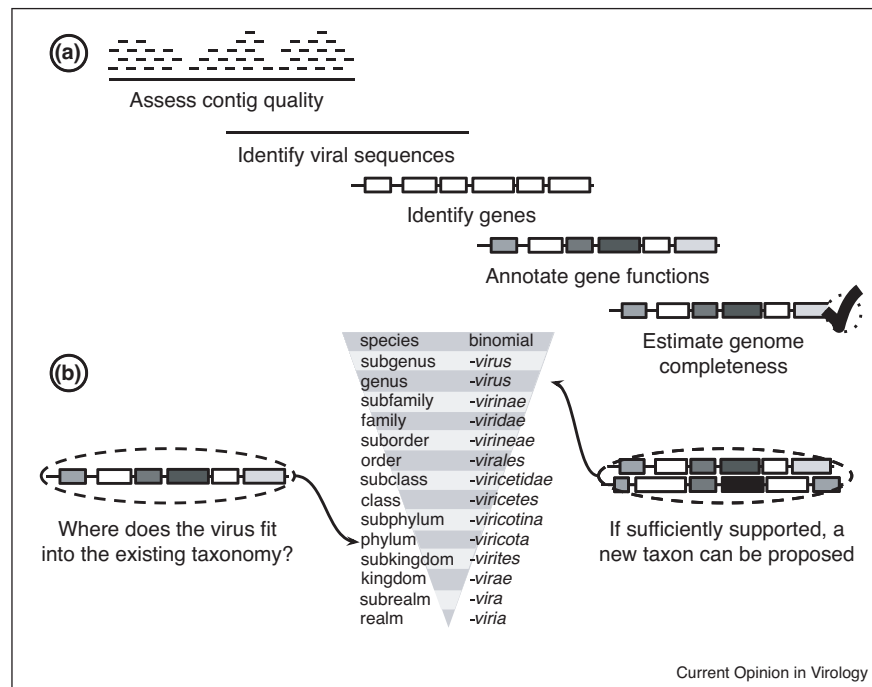 (a)
Assess contig quality
Identify viral sequences
Identify genes
Annotate gene functions
Estimate genome
completeness
(b)
species binomial
subgenus -virus
genus -virus
subfamily -virinae
family -viridae
suborder -virineae
order -virales
subclass -viricetidae
class -viricetes
subphylum -viricotina
phylum -viricota
subkingdom -virites
kingdom -virae
subrealm -vira
realm -viria
Where does the virus fit
into the existing taxonomy?
If sufficiently supported, a
new taxon can be proposed
Current Opinion in Virology